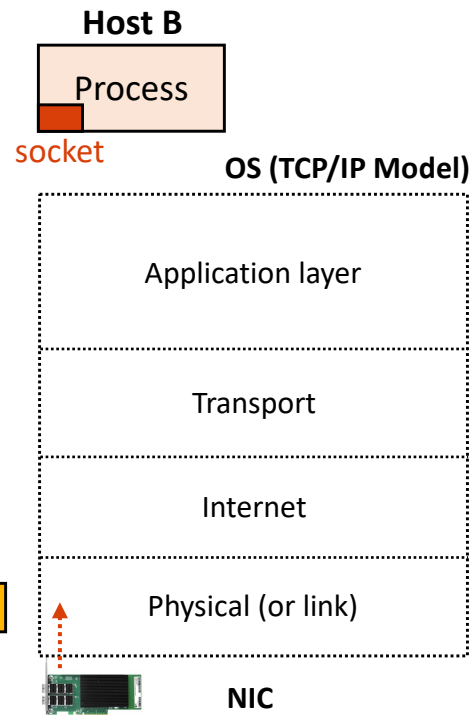 Host B
Process
socket
OS (TCP/IP Model)
Application layer
Transport
Internet
Physical (or link)
NIC